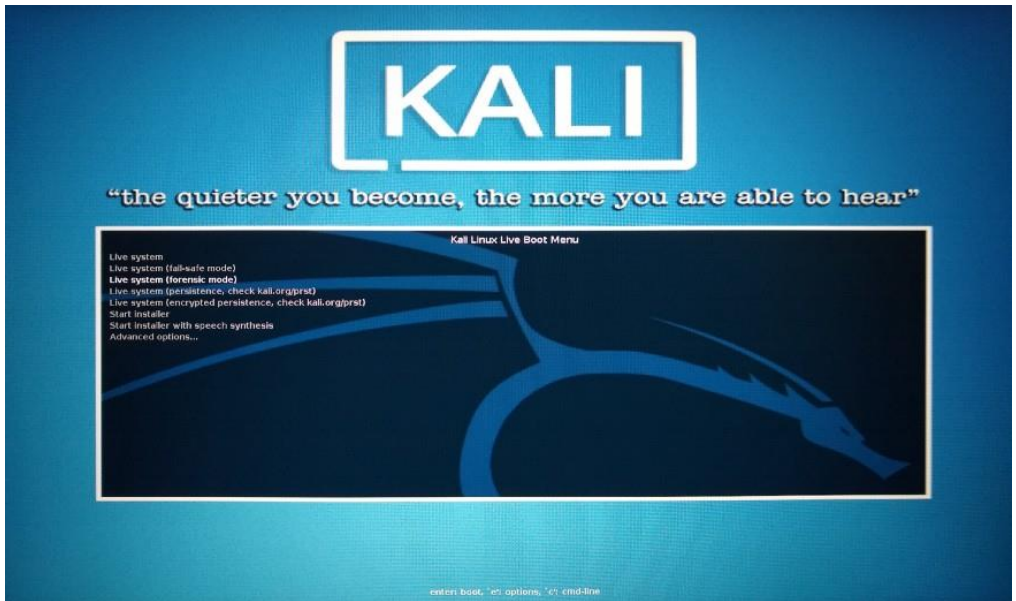 KALI
“the quieter you become, the more you are able to hear”
Kali Linux Live Boot Menu
Live system
Live system (fail-safe mode)
Live system (forensic mode)
Live system (persistence, check kali.org/prst)
Live system (encrypted persistence, check kali.org/prst)
Start installer
Start installer with speech synthesis
Advanced options...
enter: boot, `e': options, `c': cmd-line